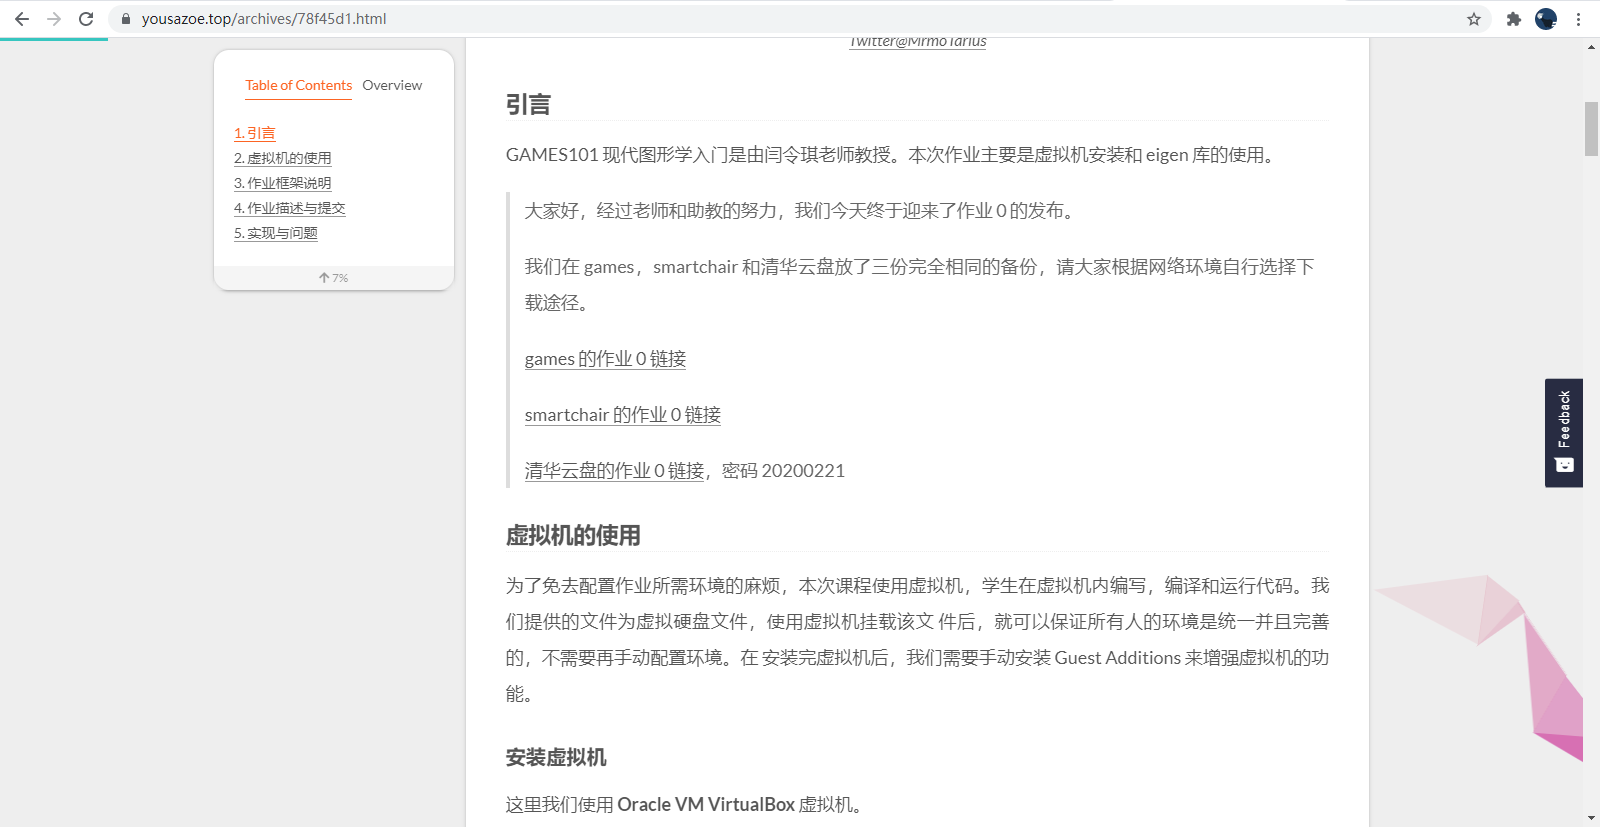 yousazoe.top/archives/78f45d1.html
Twitter@MrmoTarius
Table of Contents Overview
1. 引言
2. 虚拟机的使用
3. 作业框架说明
4. 作业描述与提交
5. 实现与问题
7%
引言
GAMES101 现代图形学入门是由闫令琪老师教授。本次作业主要是虚拟机安装和 eigen 库的使用。
大家好，经过老师和助教的努力，我们今天终于迎来了作业 0 的发布。
我们在 games，smartchair 和清华云盘放了三份完全相同的备份，请大家根据网络环境自行选择下
载途径。
games 的作业 0 链接
smartchair 的作业 0 链接
清华云盘的作业 0 链接，密码 20200221
虚拟机的使用
为了免去配置作业所需环境的麻烦，本次课程使用虚拟机，学生在虚拟机内编写，编译和运行代码。我
们提供的文件为虚拟硬盘文件，使用虚拟机挂载该文 件后，就可以保证所有人的环境是统一并且完善
的，不需要再手动配置环境。在 安装完虚拟机后，我们需要手动安装 Guest Additions 来增强虚拟机的功
能。
安装虚拟机
这里我们使用 Oracle VM VirtualBox 虚拟机。
Feedback